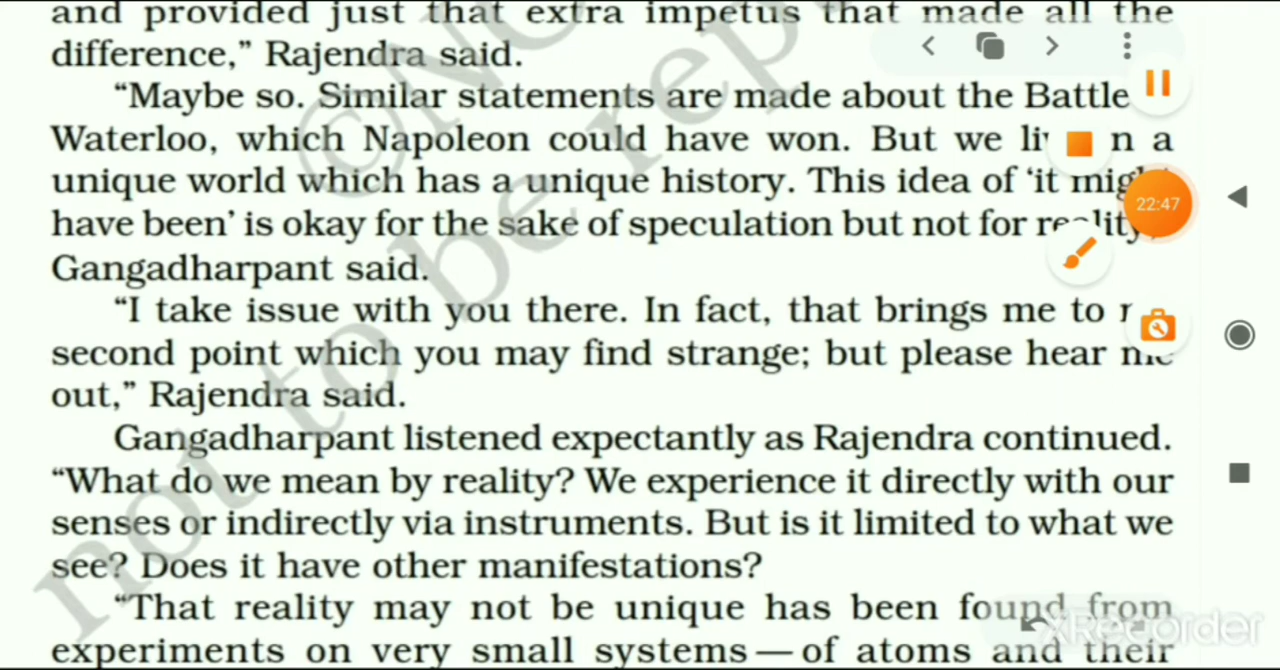 and provided just that extra impetus that made all the
difference,” Rajendra said.
“Maybe so. Similar statements are made about the Battle
Waterloo, which Napoleon could have won. But we a
unique world which has a unique history. This idea of ‘it
have been’ is okay for the sake of speculation but not for
22:47
Gangadharpant said.
“I take issue with you there. In fact, that brings me to
second point which you may find strange; but please hear me
out,” Rajendra said.
Gangadharpant listened expectantly as Rajendra continued.
“What do we mean by reality? We experience it directly with our
senses or indirectly via instruments. But is it limited to what we
see? Does it have other manifestations?
“That reality may not be unique has been found from
experiments on very small systems — of atoms and their
not to be
XRecorder